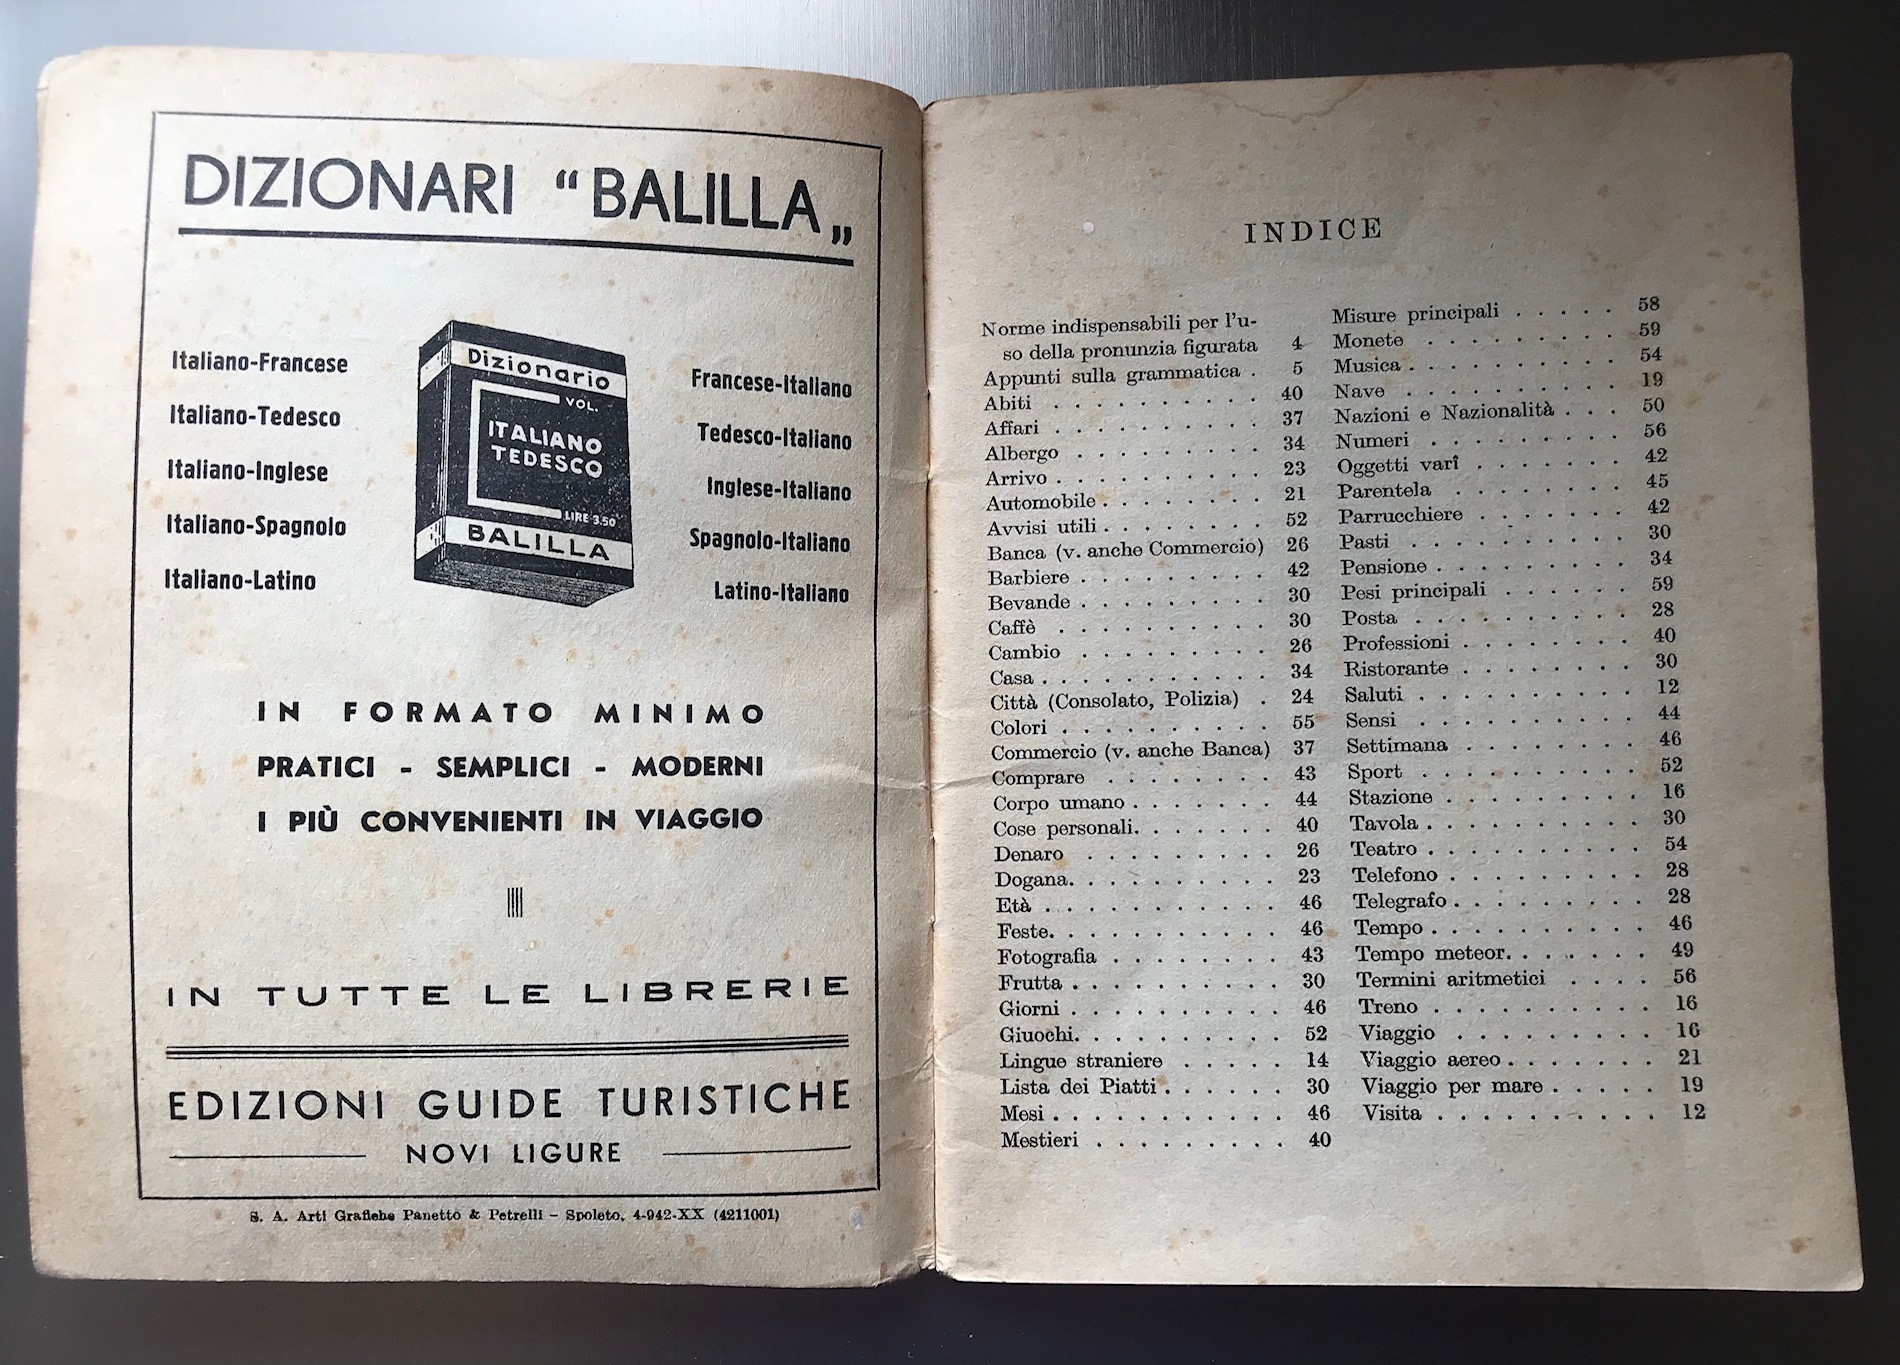 DIZIONARI "BALILLA„
Italiano-Francese
Italiano-Tedesco
Italiano-Inglese
Italiano-Spagnolo
Italiano-Latino
Dizionario
VOL.
ITALIANO
TEDESCO
LIRE 3.50
BALILLA
Francese-Italiano
Tedesco-Italiano
Inglese-Italiano
Spagnolo-Italiano
Latino-Italiano
IN FORMATO MINIMO
PRATICI - SEMPLICI - MODERNI
I PIÙ CONVENIENTI IN VIAGGIO
IN TUTTE LE LIBRERIE
EDIZIONI GUIDE TURISTICHE
NOVI LIGURE
S. A. Arti Grafiche Panetto & Petrelli - Spoleto, 4-942-XX (4211001)
INDICE
Norme indispensabili per l'u-
so della pronunzia figurata 4
Appunti sulla grammatica . 5
Abiti . . . . . . . . . . 40
Affari . . . . . . . . . . 37
Albergo . . . . . . . . . 34
Arrivo . . . . . . . . . . 23
Automobile . . . . . . . . 21
Avvisi utili . . . . . . . . 52
Banca (v. anche Commercio) 26
Barbiere . . . . . . . . . 42
Bevande . . . . . . . . . 30
Caffè . . . . . . . . . . 30
Cambio . . . . . . . . . 26
Casa . . . . . . . . . . . 34
Città (Consolato, Polizia) . 24
Colori . . . . . . . . . . 55
Commercio (v. anche Banca) 37
Comprare . . . . . . . . 43
Corpo umano . . . . . . . 44
Cose personali. . . . . . . 40
Denaro . . . . . . . . . 26
Dogana. . . . . . . . . . 23
Età . . . . . . . . . . . 46
Feste. . . . . . . . . . . 46
Fotografia . . . . . . . . 43
Frutta . . . . . . . . . . 30
Giorni . . . . . . . . . . 46
Giuochi. . . . . . . . . . 52
Lingue straniere . . . . . 14
Lista dei Piatti . . . . . . 30
Mesi . . . . . . . . . . . 46
Mestieri . . . . . . . . . 40
Misure principali . . . . . 58
Monete . . . . . . . . . 59
Musica . . . . . . . . . . 54
Nave . . . . . . . . . . 19
Nazioni e Nazionalità . . . 50
Numeri . . . . . . . . . 56
Oggetti varî . . . . . . . 42
Parentela . . . . . . . . 45
Parrucchiere . . . . . . . 42
Pasti . . . . . . . . . . 30
Pensione . . . . . . . . . 34
Pesi principali . . . . . . 59
Posta . . . . . . . . . . 28
Professioni . . . . . . . . 40
Ristorante . . . . . . . . 30
Saluti . . . . . . . . . . 12
Sensi . . . . . . . . . . 44
Settimana . . . . . . . . 46
Sport . . . . . . . . . . 52
Stazione . . . . . . . . . 16
Tavola . . . . . . . . . . 30
Teatro . . . . . . . . . . 54
Telefono . . . . . . . . . 28
Telegrafo . . . . . . . . . 28
Tempo . . . . . . . . . . 46
Tempo meteor. . . . . . . 49
Termini aritmetici . . . . 56
Treno . . . . . . . . . . 16
Viaggio . . . . . . . . . 16
Viaggio aereo . . . . . . . 21
Viaggio per mare . . . . . 19
Visita . . . . . . . . . . 12